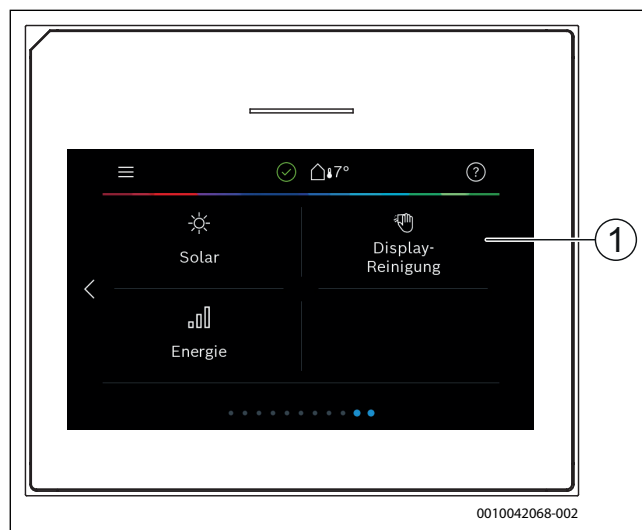 7°
?
Solar
Display-
Reinigung
1
Energie
0010042068-002